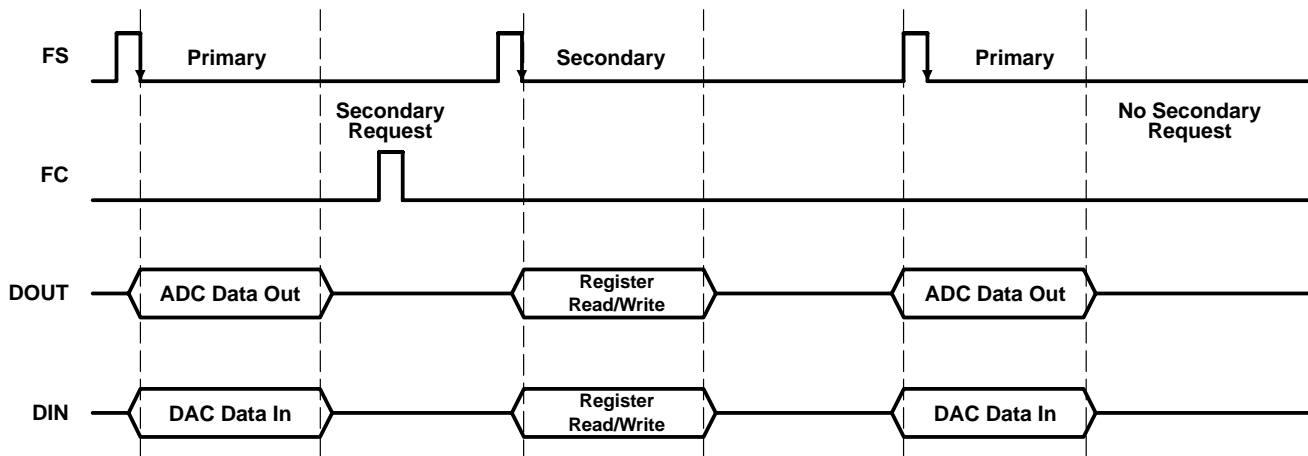 FS
Primary
Secondary
Primary
Secondary
Request
No Secondary
Request
FC
DOUT
ADC Data Out
Register
Read/Write
ADC Data Out
DIN
DAC Data In
Register
Read/Write
DAC Data In